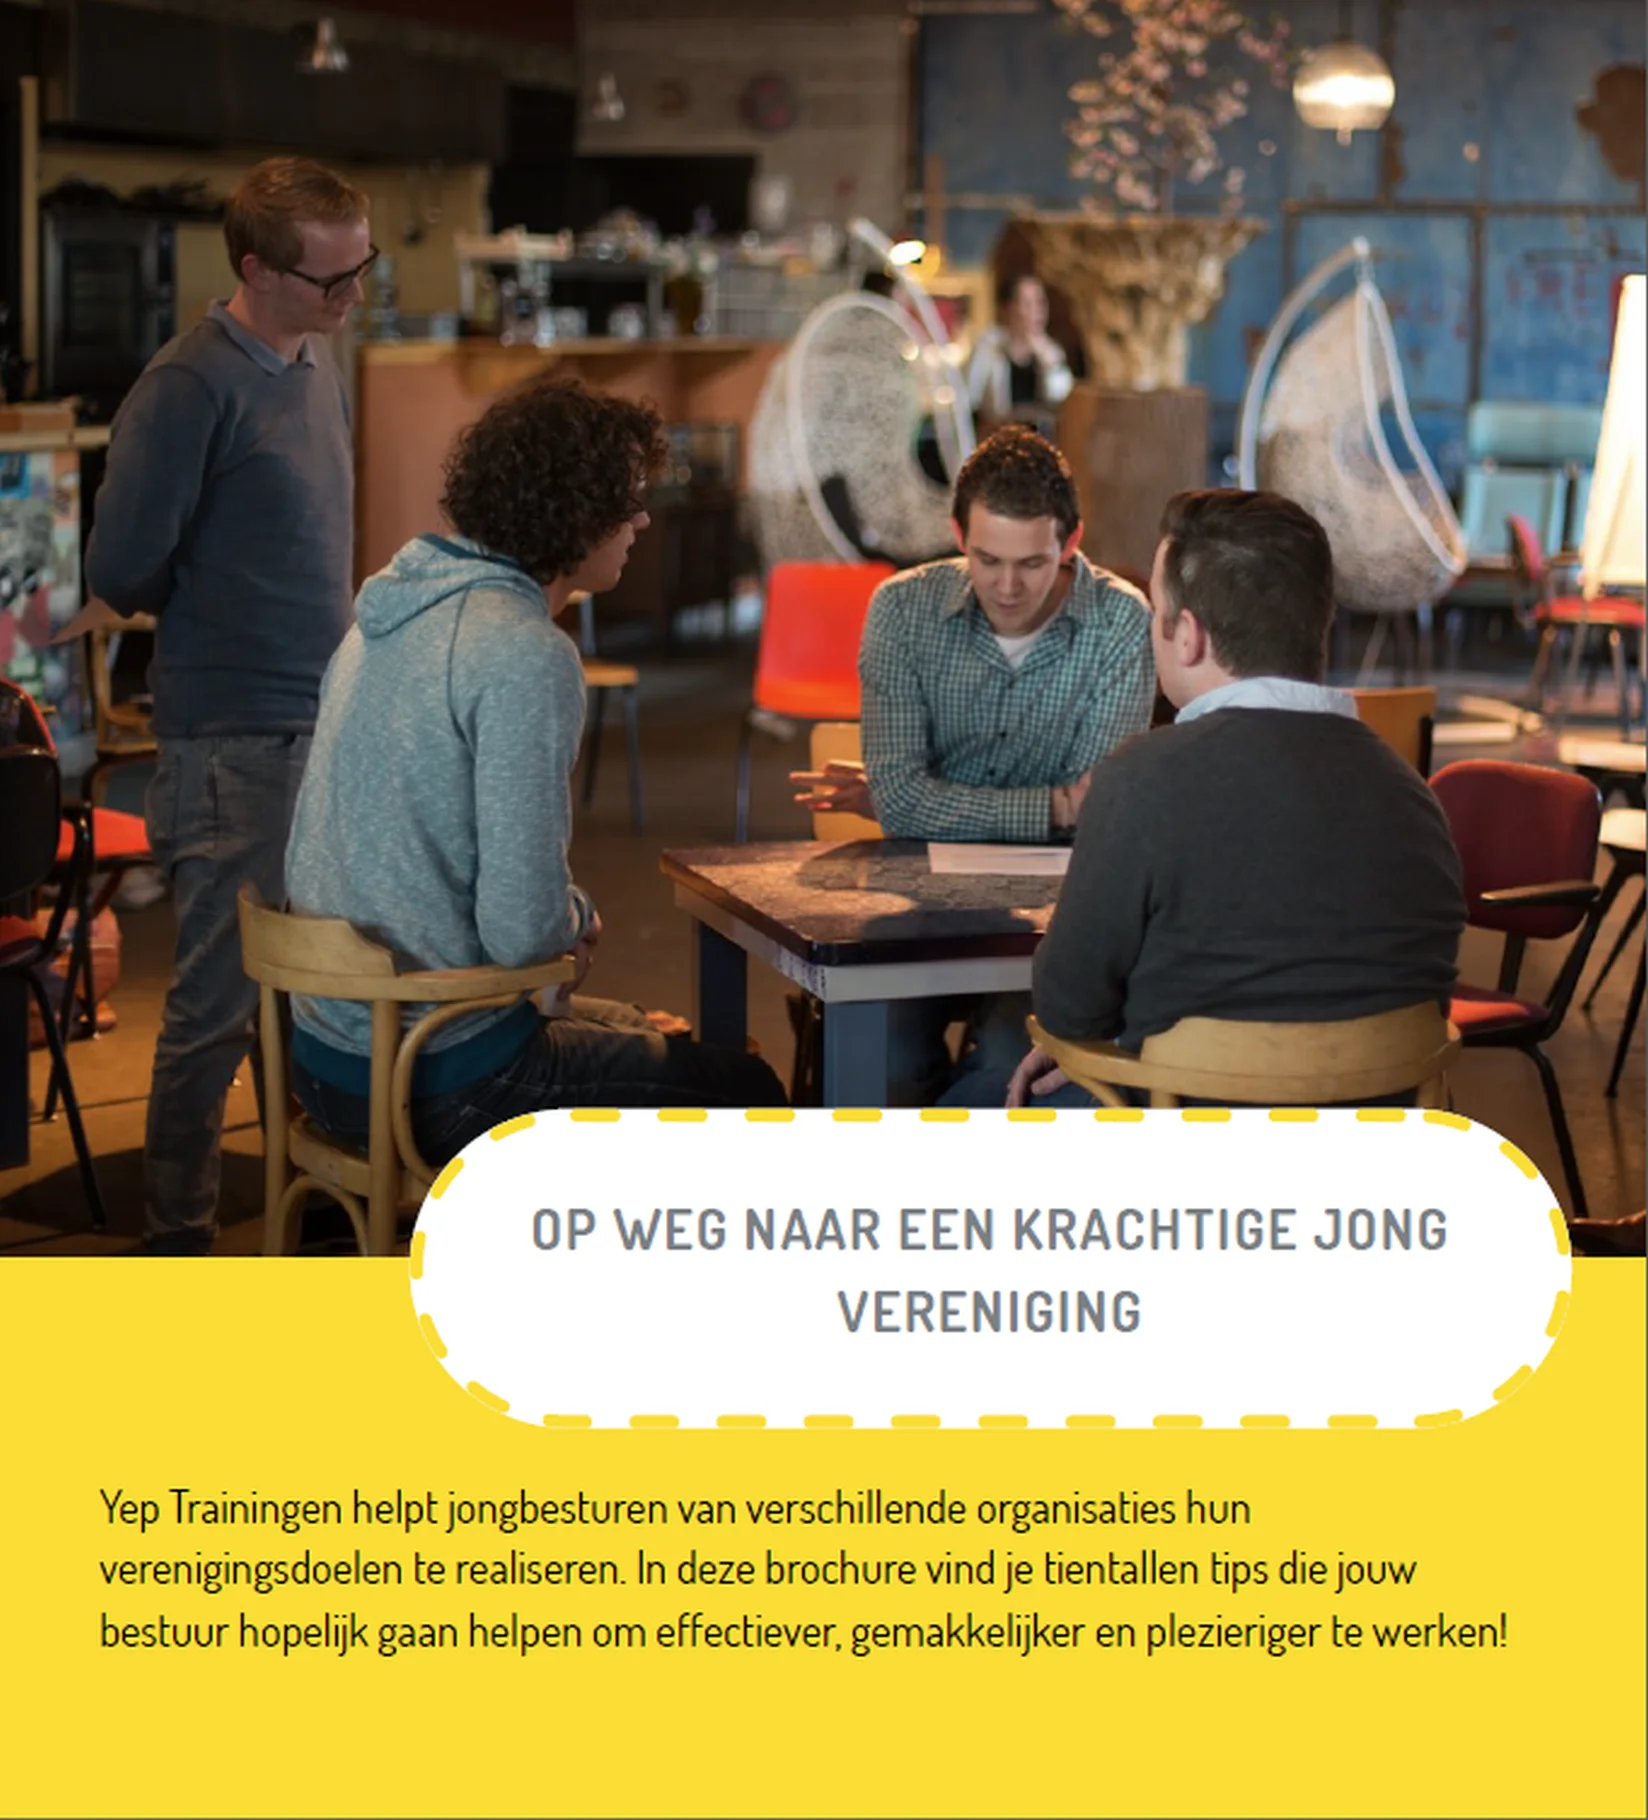 OP WEG NAAR EEN KRACHTIGE JONG
VERENIGING
Yep Trainingen helpt jongbesturen van verschillende organisaties hun
verenigingsdoelen te realiseren. In deze brochure vind je tientallen tips die jouw
bestuur hopelijk gaan helpen om effectiever, gemakkelijker en plezieriger te werken!